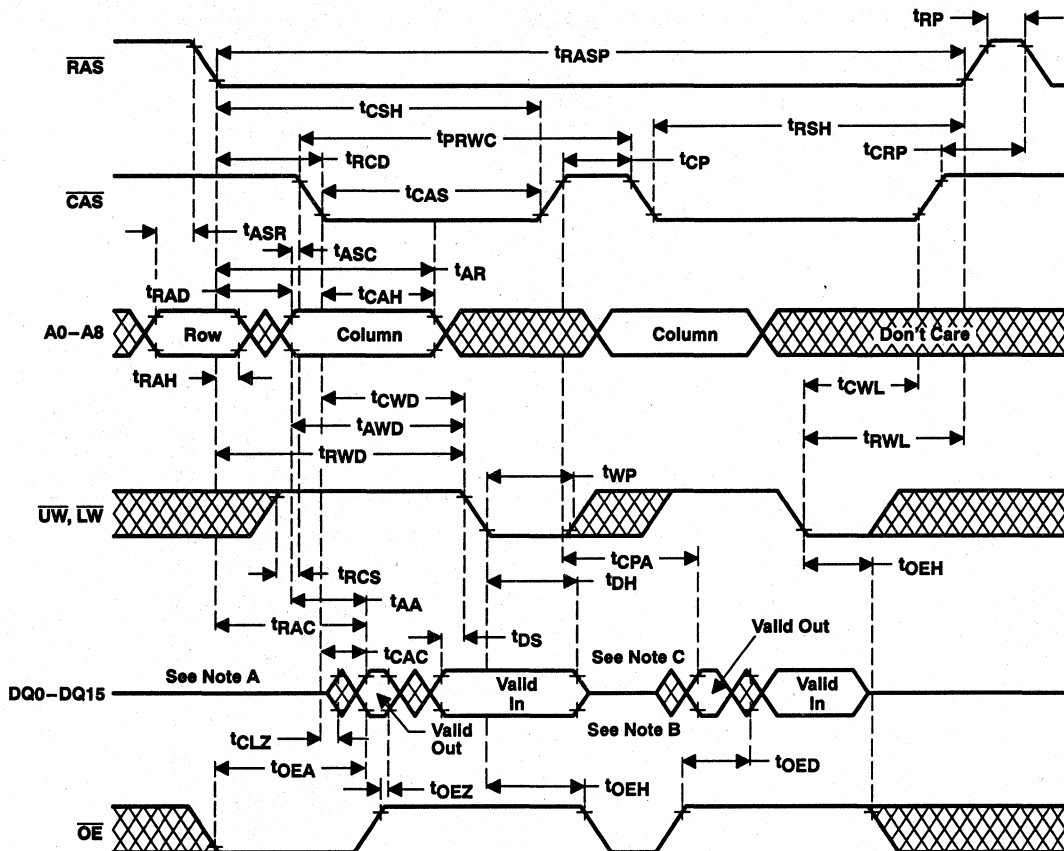 tRP
RAS
tRASP
tCSH
tPRWC
tRSH
tRCD
tCP
tCRP
CAS
tCAS
tASR
tASC
tAR
tRAD
tCAH
A0–A8
Row
Column
Column
Don't Care
tRAH
tCWD
tCWL
tAWD
tRWD
tRWL
tWP
UW, LW
tCPA
tOEH
tRCS
tDH
tAA
tRAC
tDS
Valid Out
tCAC
See Note A
See Note C
DQ0–DQ15
Valid
In
Valid
In
Valid
Out
See Note B
tCLZ
tOEA
tOEZ
tOEH
tOED
OE